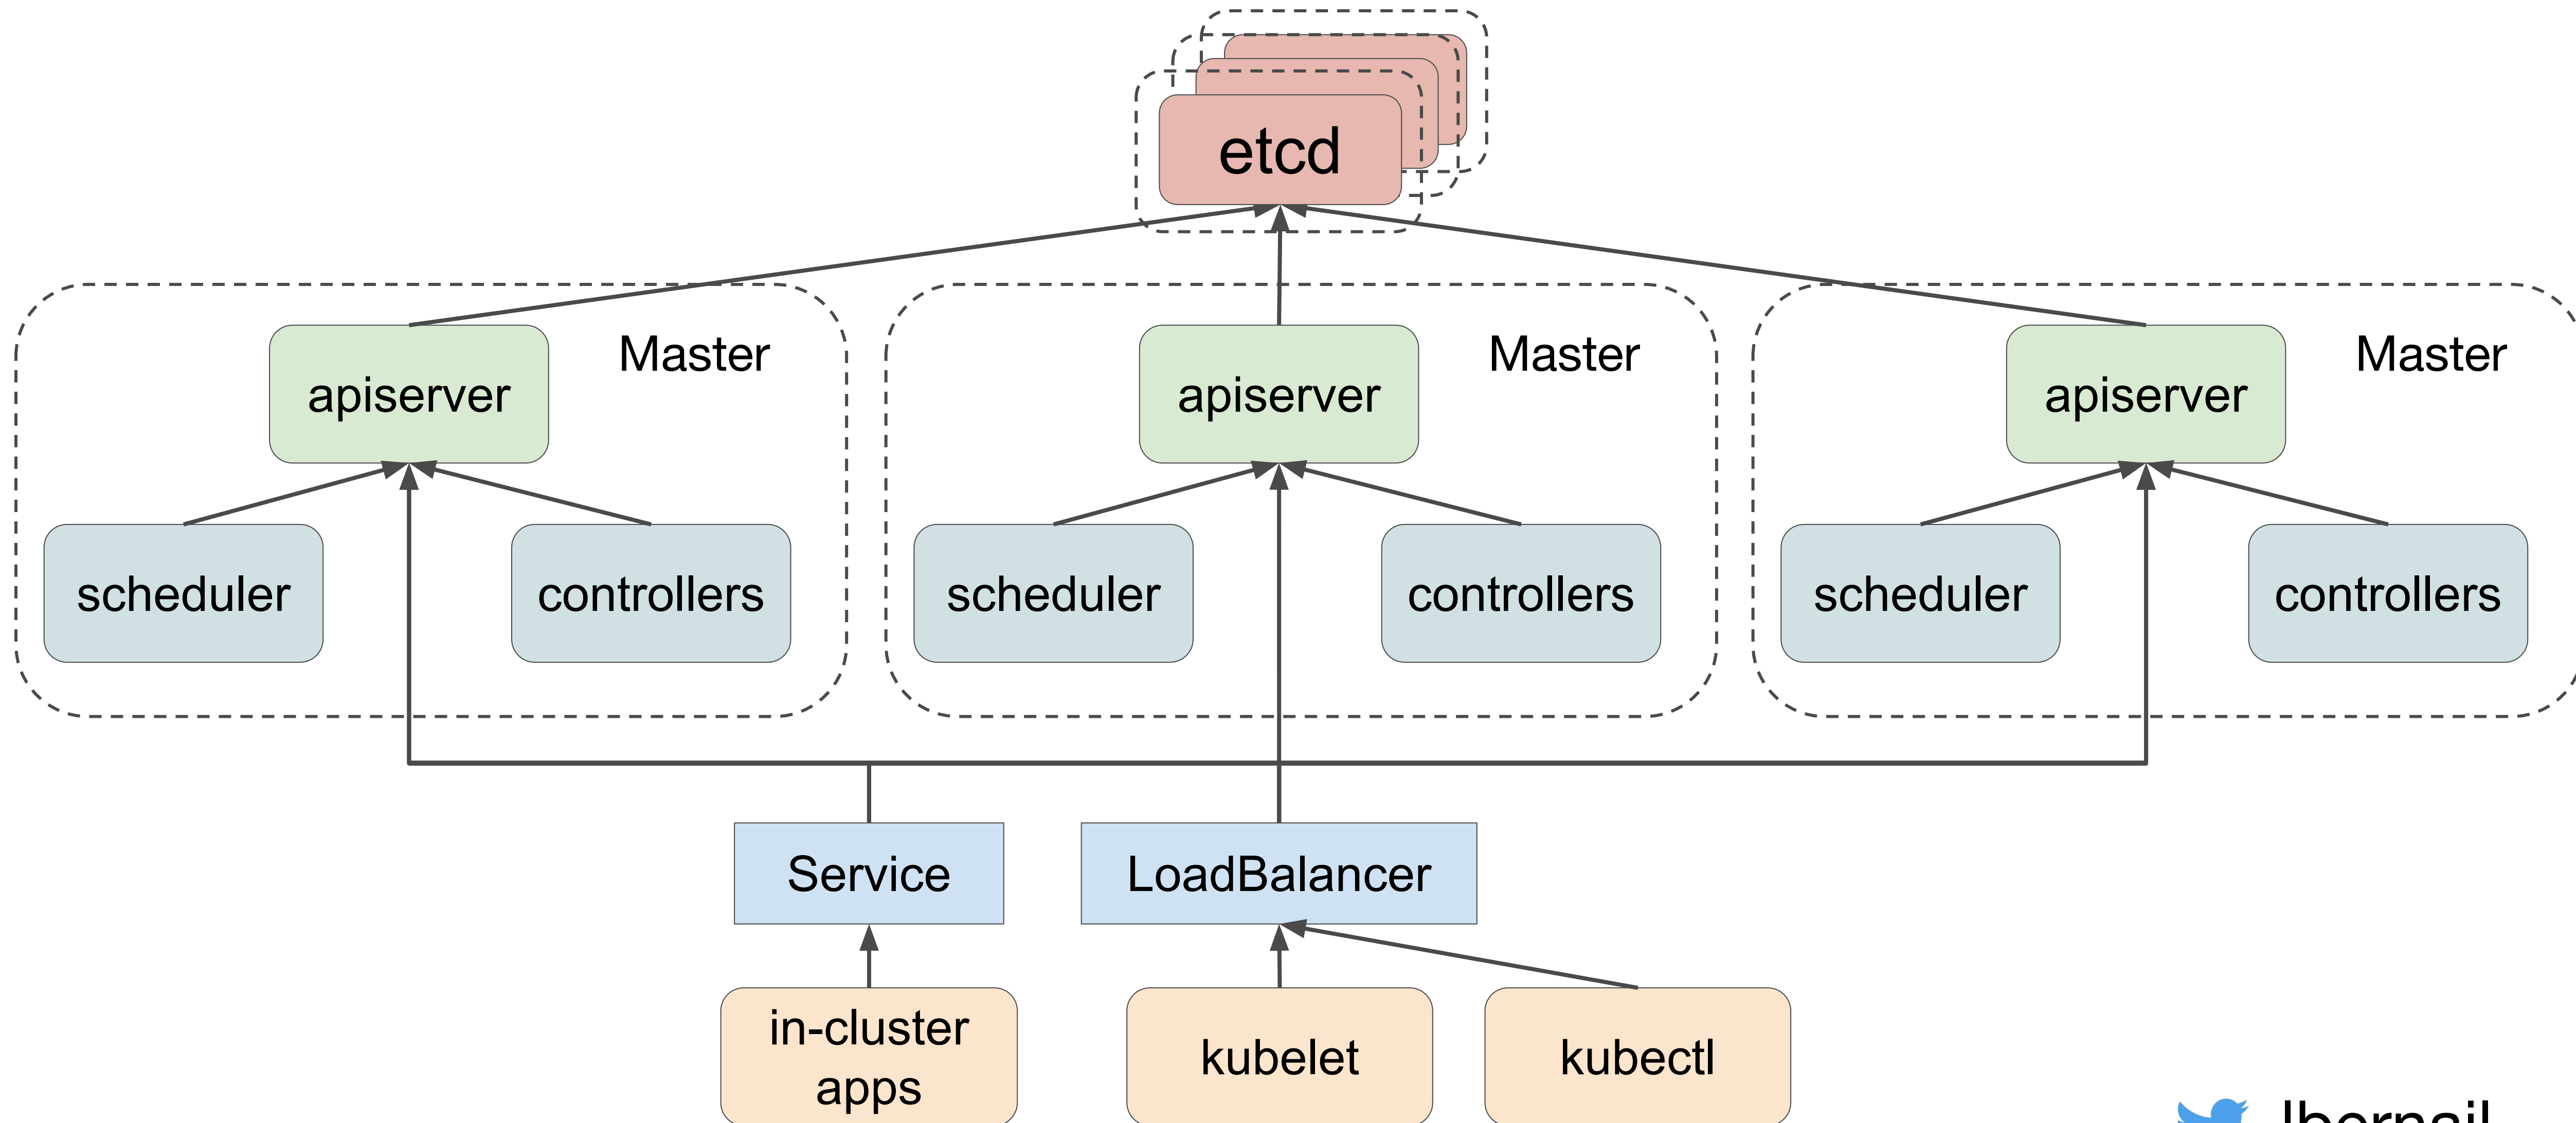 etcd
Master
Master
Master
apiserver
apiserver
apiserver
scheduler
controllers
scheduler
controllers
scheduler
controllers
Service
LoadBalancer
in-cluster
apps
kubelet
kubectl
lbernail